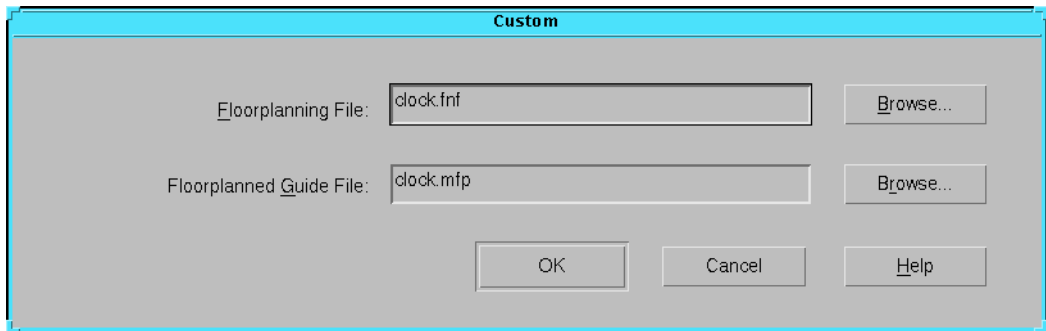 Custom
Floorplanning File: clock.fnf Browse...
Floorplanned Guide File: clock.mfp Browse...
OK Cancel Help